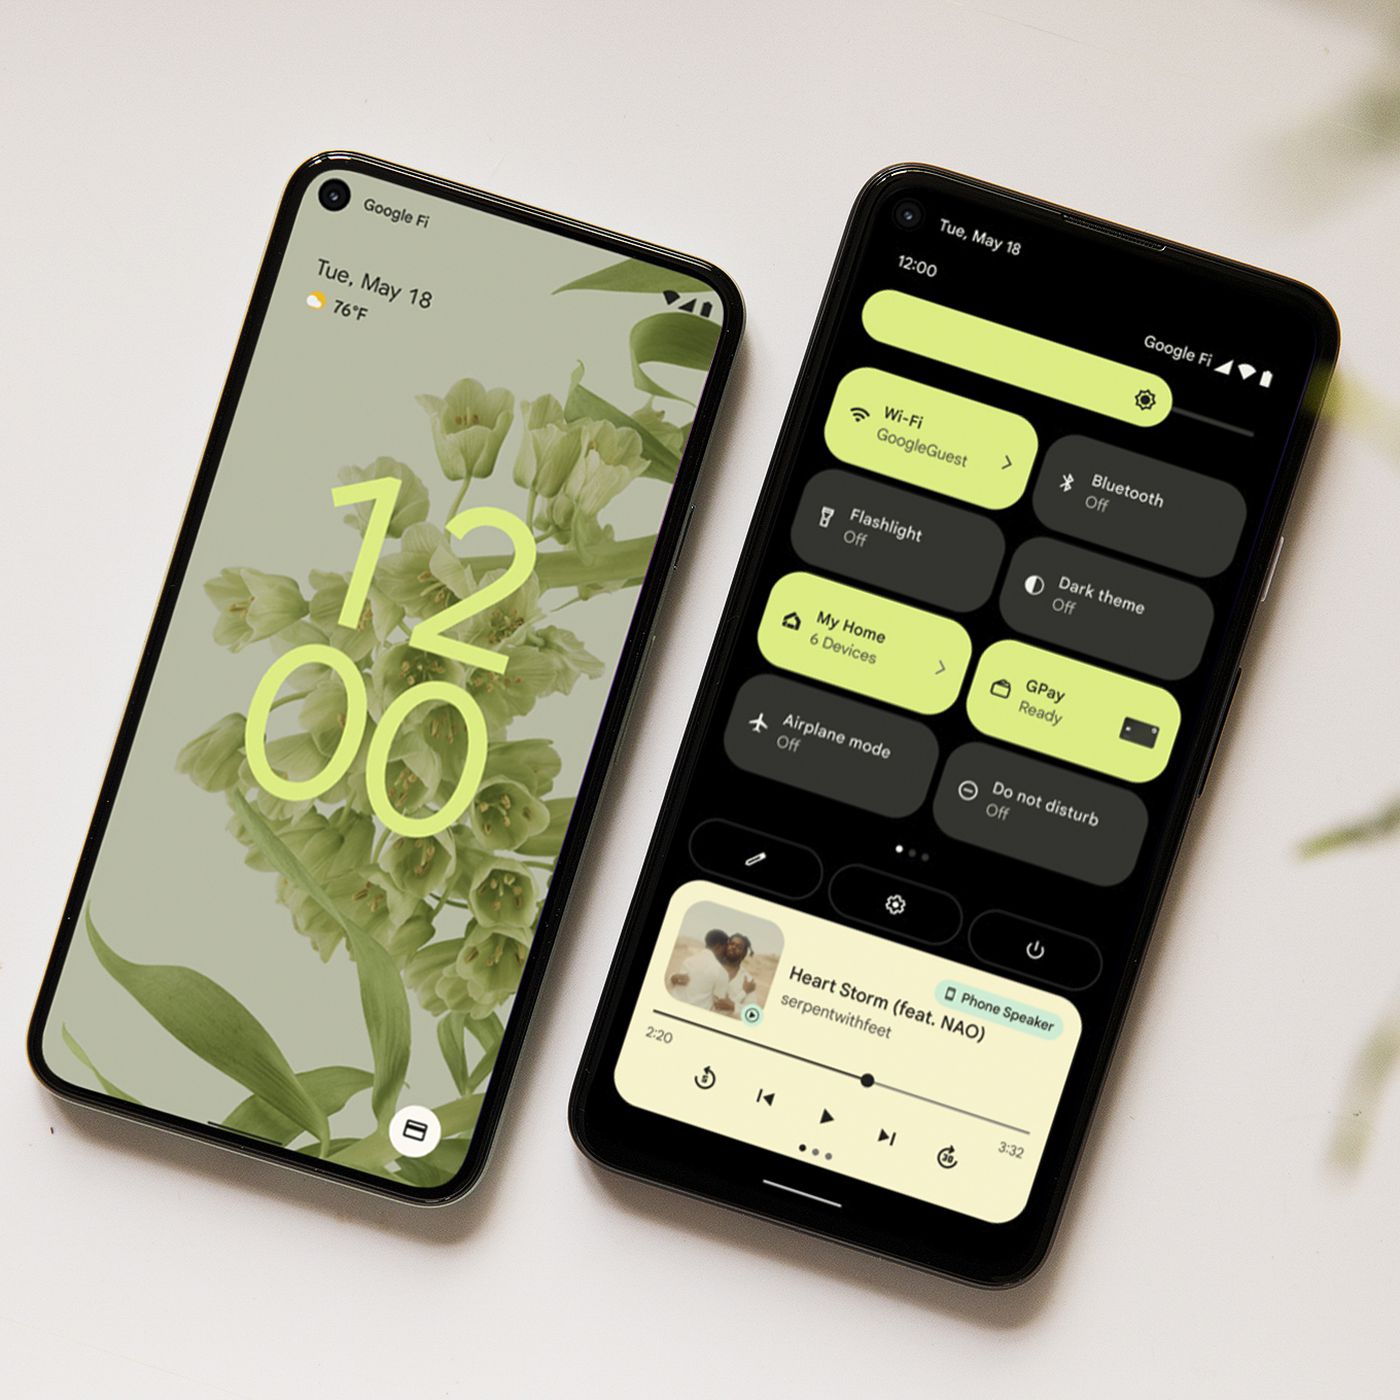 Google Fi
Tue, May 18
76°F
12
00
Tue, May 18
12:00
Google Fi
Wi-Fi
GoogleGuest
Bluetooth
Off
Flashlight
Off
Dark theme
Off
My Home
6 Devices
GPay
Ready
Airplane mode
Off
Do not disturb
Off
Phone Speaker
Heart Storm (feat. NAO)
serpentwithfeet
2:20
3:32
5
30